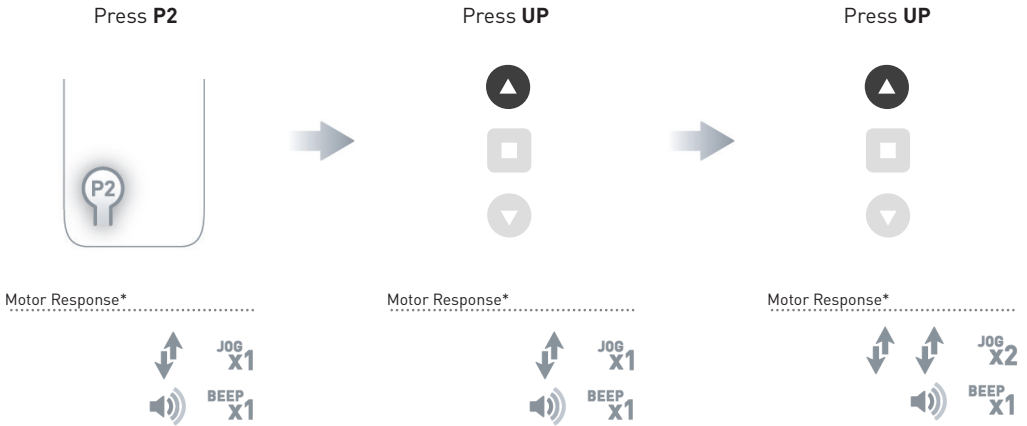 Press P2
Press UP
Press UP
P2
Motor Response*
Motor Response*
Motor Response*
JOG
X1
JOG
X1
JOG
X2
BEEP
X1
BEEP
X1
BEEP
X1